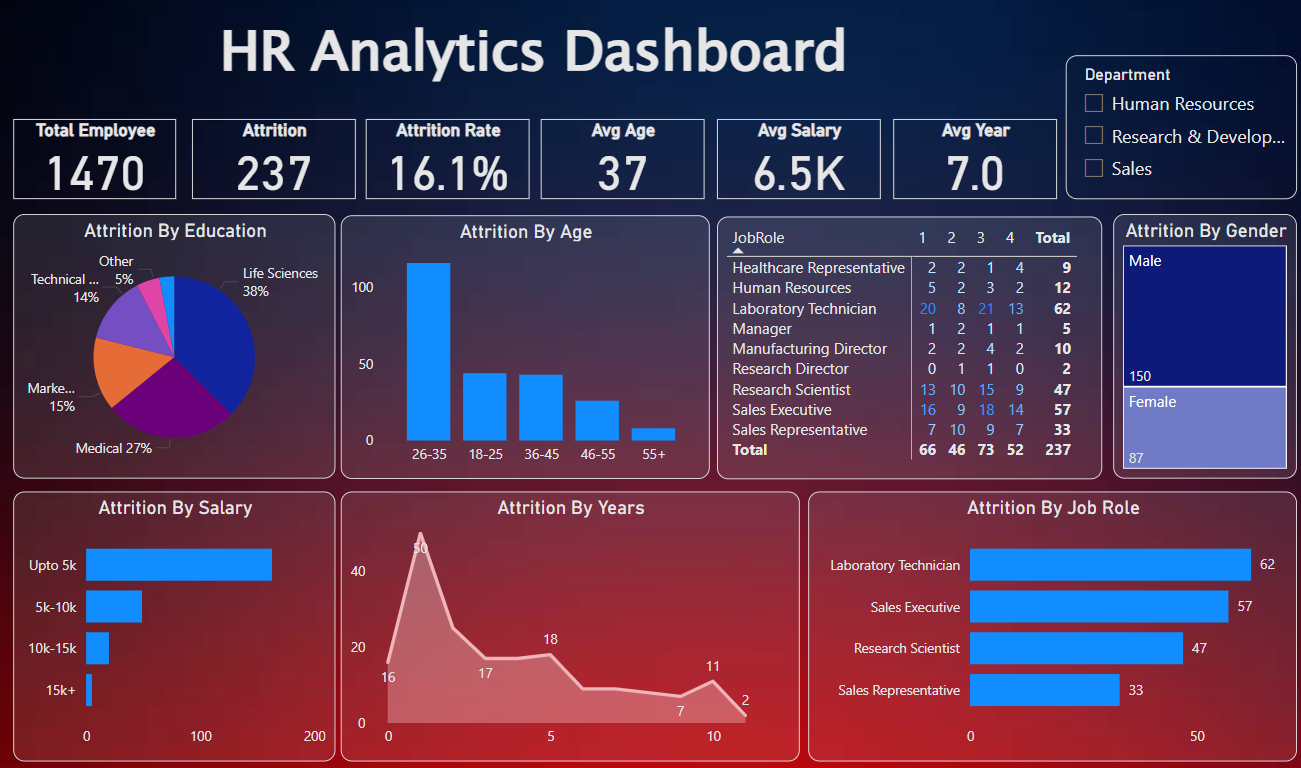 HR Analytics Dashboard
Department
Human Resources
Research & Develop...
Sales
Total Employee
1470
Attrition
237
Attrition Rate
16.1%
Avg Age
37
Avg Salary
6.5K
Avg Year
7.0
Attrition By Education
Other
5%
Technical ...
14%
Marke...
15%
Medical 27%
Life Sciences
38%
Attrition By Age
100
50
0
26-35 18-25 36-45 46-55 55+
JobRole 1 2 3 4 Total
Healthcare Representative 2 2 1 4 9
Human Resources 5 2 3 2 12
Laboratory Technician 20 8 21 13 62
Manager 1 2 1 1 5
Manufacturing Director 2 2 4 2 10
Research Director 0 1 1 0 2
Research Scientist 13 10 15 9 47
Sales Executive 16 9 18 14 57
Sales Representative 7 10 9 7 33
Total 66 46 73 52 237
Attrition By Gender
Male
150
Female
87
Attrition By Salary
Upto 5k
5k-10k
10k-15k
15k+
0 100 200
Attrition By Years
40
20
0
16
50
17
18
7
11
2
0 5 10
Attrition By Job Role
Laboratory Technician 62
Sales Executive 57
Research Scientist 47
Sales Representative 33
0 50